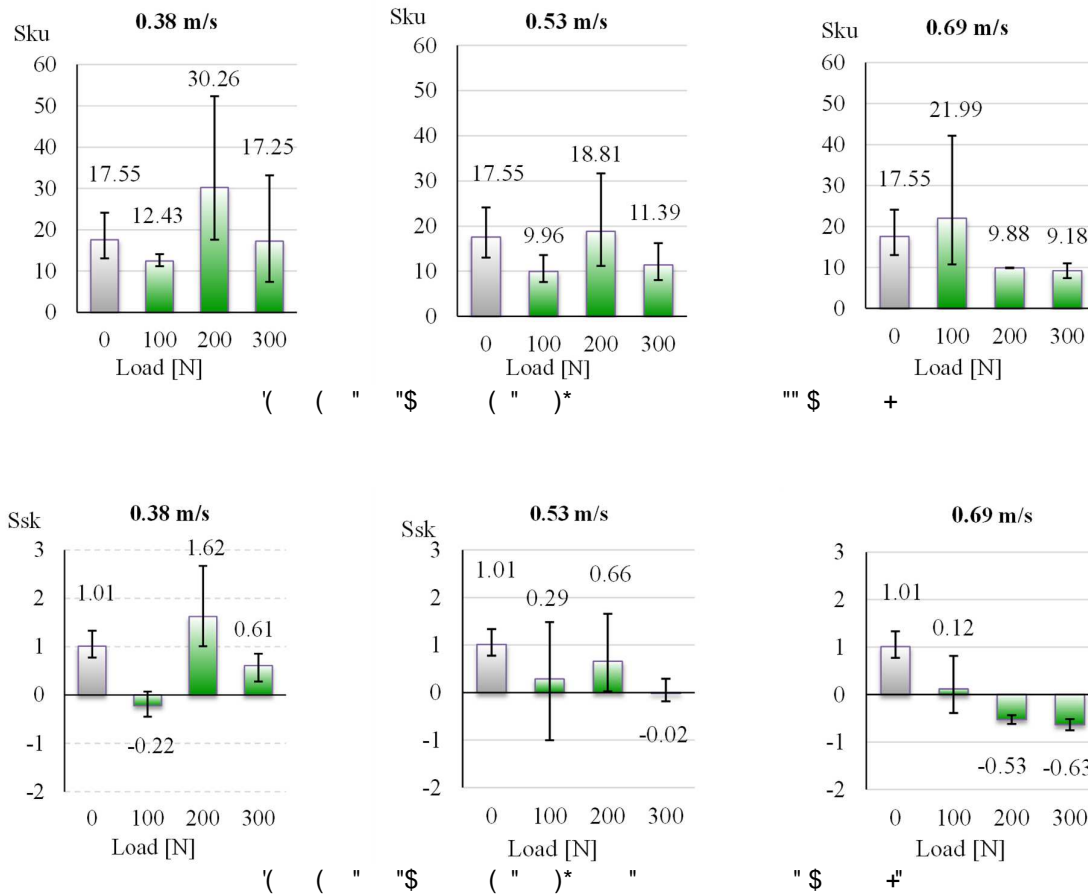 Sku
0.38 m/s
60
50
40
30
20
10
0
17.55
12.43
30.26
17.25
0 100 200 300
Load [N]
Sku
0.53 m/s
60
50
40
30
20
10
0
17.55
9.96
18.81
11.39
0 100 200 300
Load [N]
Sku
0.69 m/s
60
50
40
30
20
10
0
17.55
21.99
9.88
9.18
0 100 200 300
Load [N]
'( ( " "$ ( " )* "" $ +
Ssk
0.38 m/s
3
2
1
0
-1
-2
1.01
-0.22
1.62
0.61
0 100 200 300
Load [N]
Ssk
0.53 m/s
3
2
1
0
-1
-2
1.01
0.29
0.66
-0.02
0 100 200 300
Load [N]
0.69 m/s
3
2
1
0
-1
-2
1.01
0.12
-0.53
-0.63
0 100 200 300
Load [N]
'( ( " "$ ( " )* " " $ +"